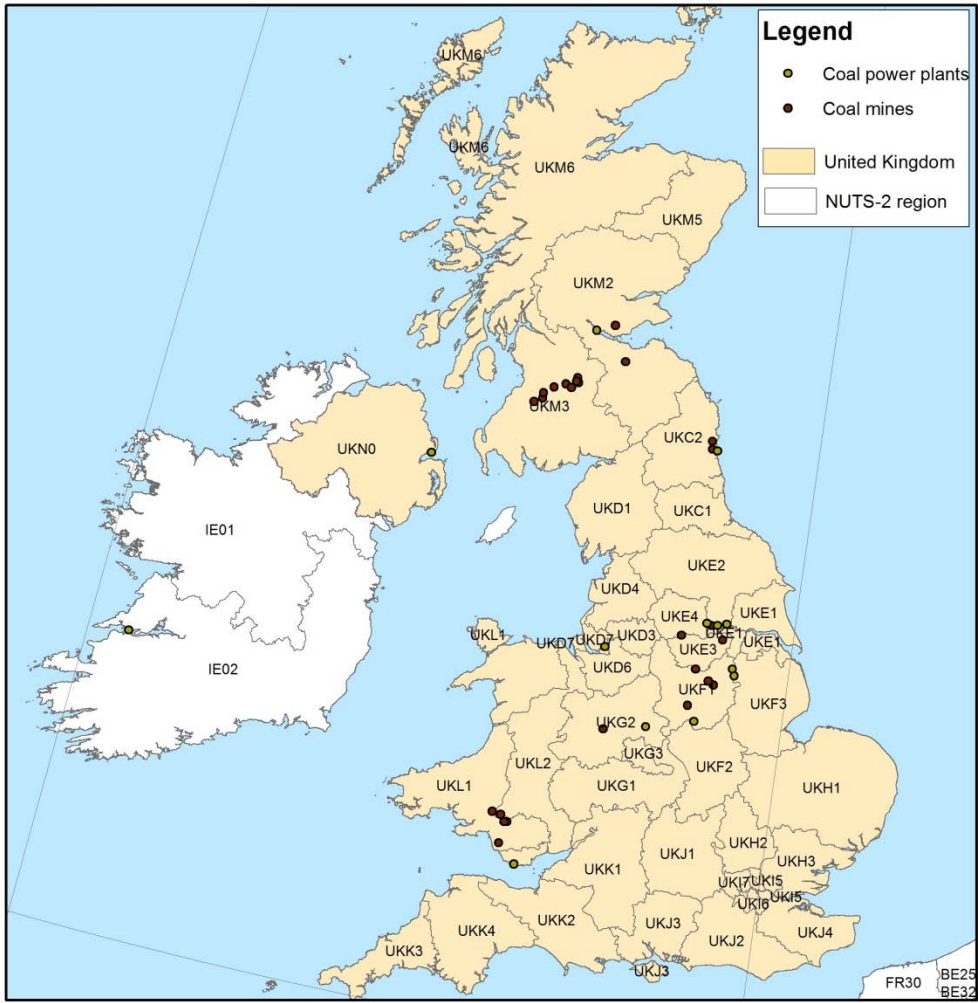 Legend
Coal power plants
Coal mines
United Kingdom
NUTS-2 region
UKM6
UKM6
UKM6
UKM5
UKM2
UKM3
UKC2
UKN0
UKD1
UKC1
IE01
UKE2
UKD4
UKE4
UKE1
UKE1
UKL1
UKD7
UKD7
UKD3
UKE3
UKE1
IE02
UKD6
UKF1
UKF3
UKG2
UKG3
UKL2
UKF2
UKL1
UKG1
UKH1
UKJ1
UKH2
UKH3
UKK1
UKI7
UKI5
UKI5
UKI6
UKK2
UKJ3
UKJ2
UKJ4
UKK4
UKK3
UKJ3
FR30
BE25
BE32